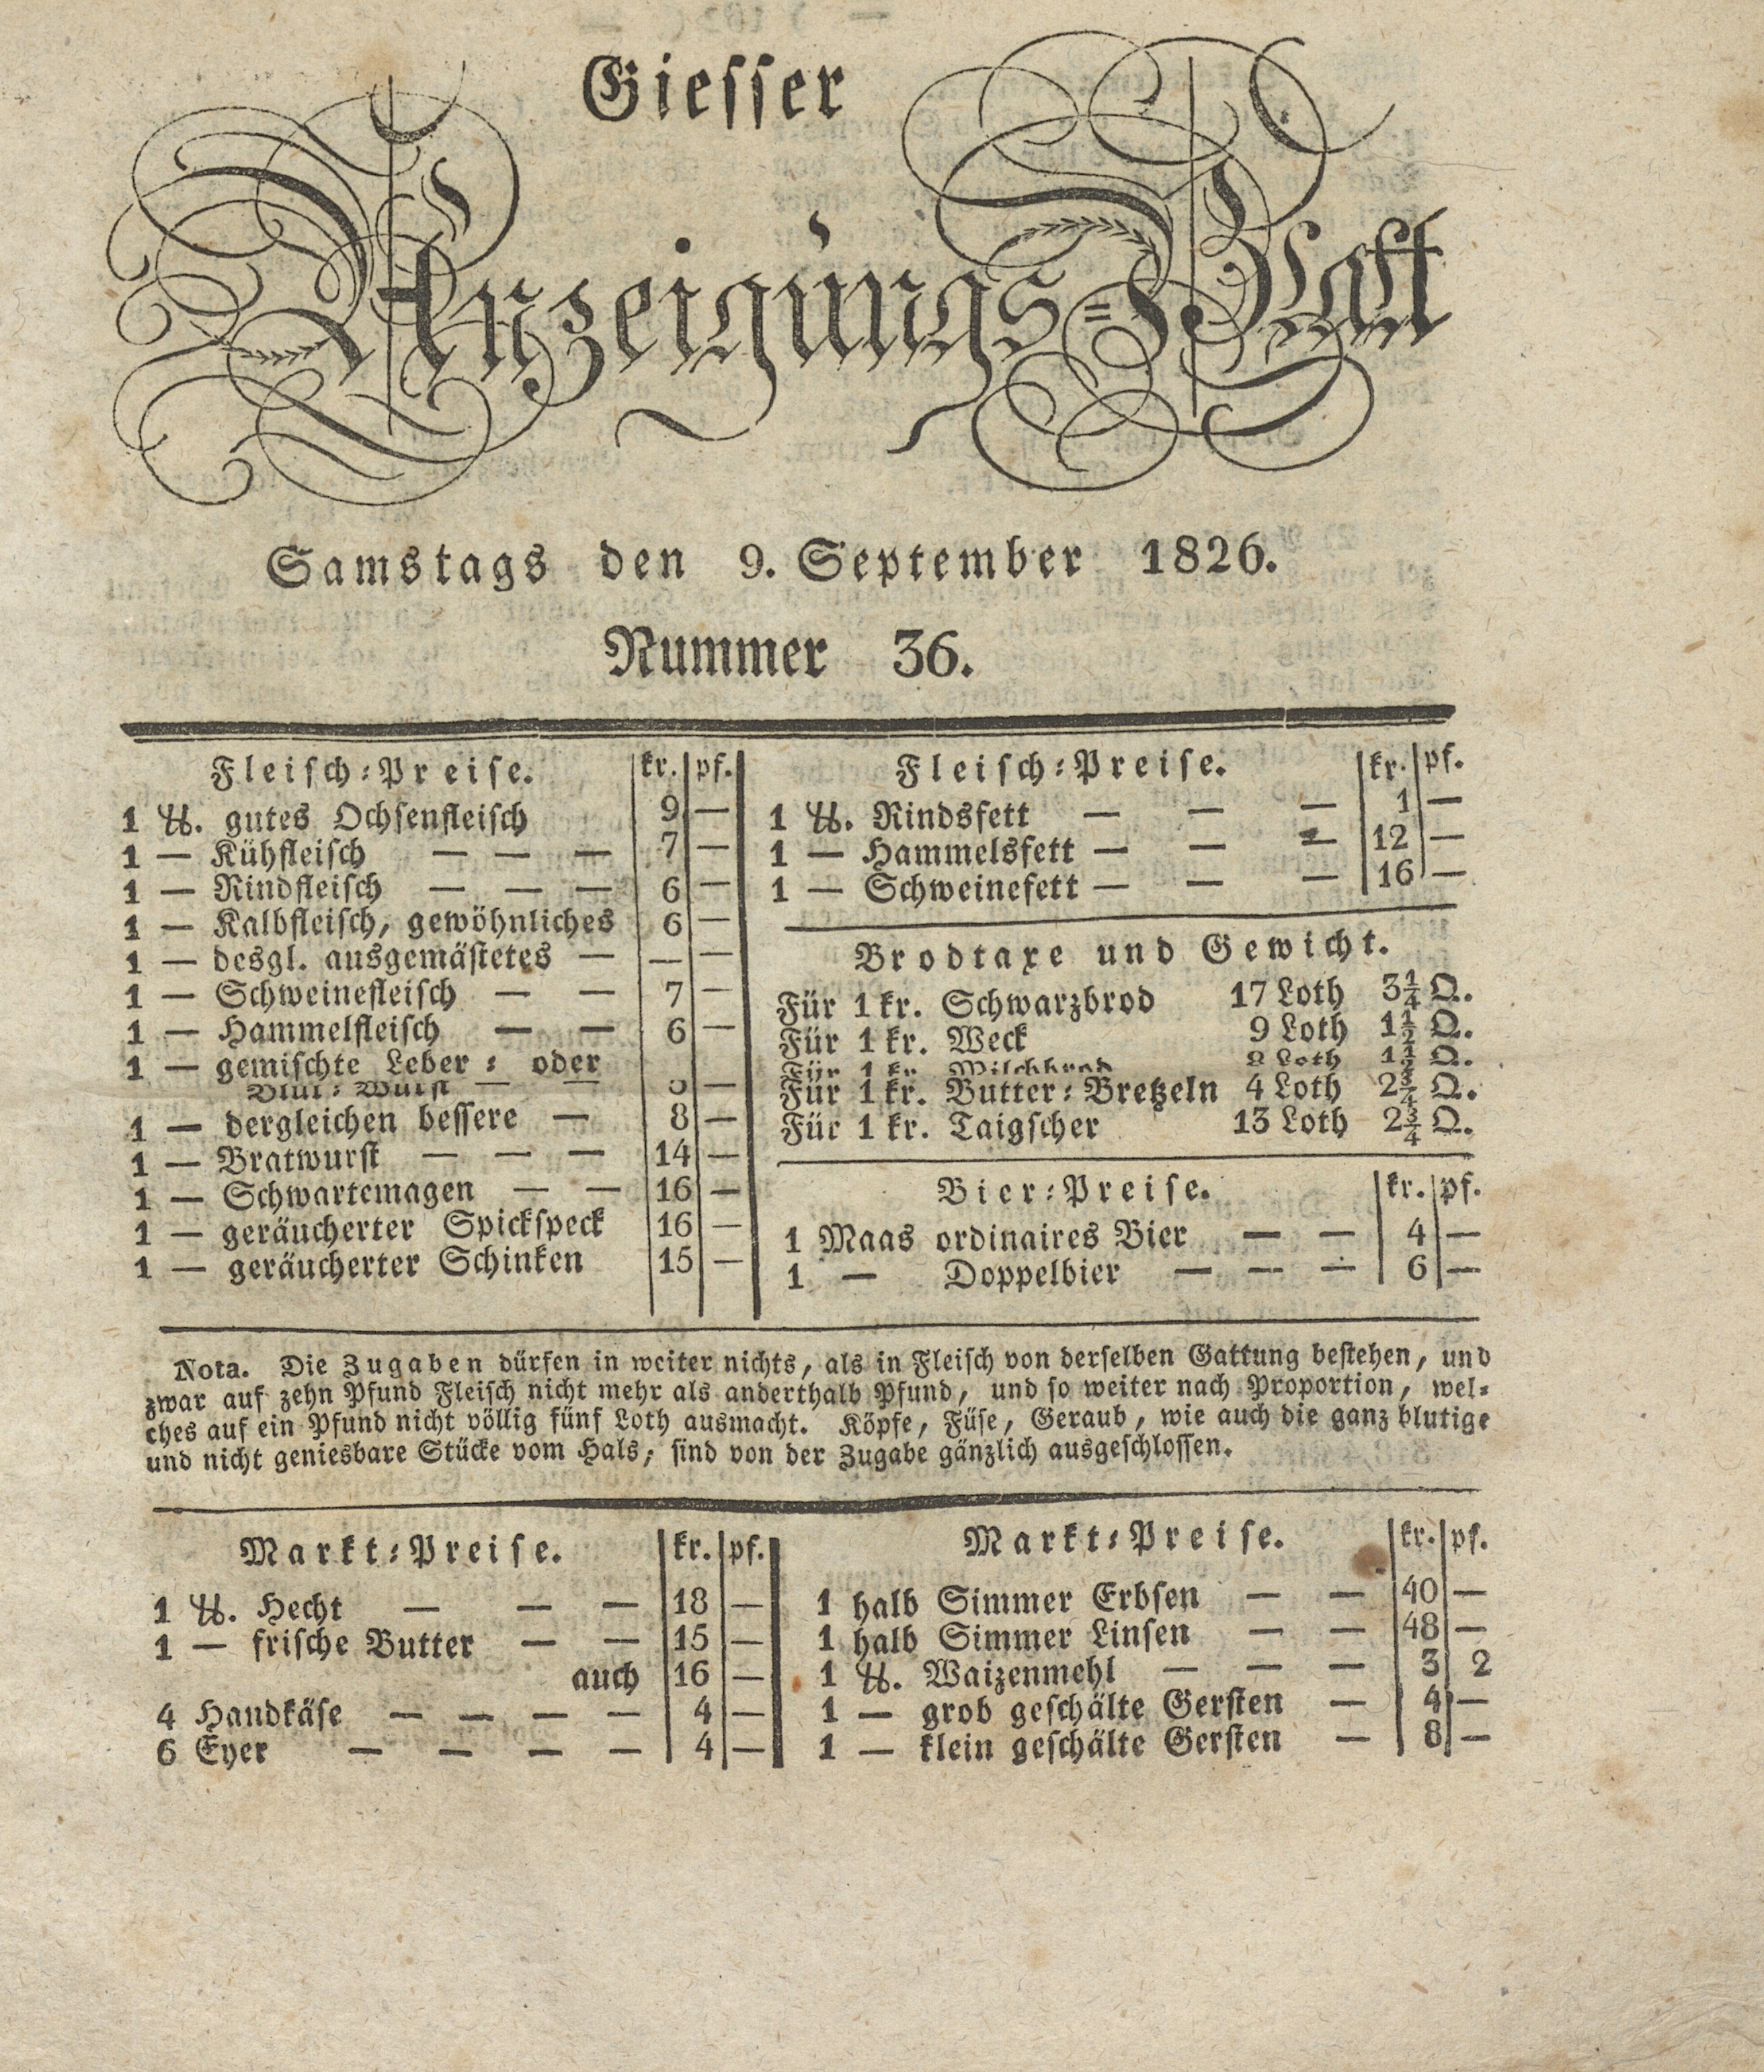 Giesser
Anzeigungs=Blatt
Samstags den 9. September 1826.
Nummer 36.
Fleisch=Preise. kr. pf.
1 ℔. gutes Ochsenfleisch 9 —
1 — Kühfleisch — — — 7 —
1 — Rindfleisch — — — 6 —
1 — Kalbfleisch, gewöhnliches 6 —
1 — desgl. ausgemästetes — — —
1 — Schweinefleisch — — 7 —
1 — Hammelfleisch — — 6 —
1 — gemischte Leber= oder
Blut=Wurst — — —
1 — dergleichen bessere — 8 —
1 — Bratwurst — — — 14 —
1 — Schwartemagen — — 16 —
1 — geräucherter Spickspeck 16 —
1 — geräucherter Schinken 15 —
Fleisch=Preise. kr. pf.
1 ℔. Rindsfett — — — 1 —
1 — Hammelsfett — — — 12 —
1 — Schweinefett — — — 16 —
Brodtaxe und Gewicht.
Für 1 kr. Schwarzbrod 17 Loth 3¼ Q.
Für 1 kr. Weck 9 Loth 1½ Q.
Für 1 kr. Milchbrod 8 Loth 1½ Q.
Für 1 kr. Butter=Bretzeln 4 Loth 2¾ Q.
Für 1 kr. Taigscher 13 Loth 2¾ Q.
Bier=Preise. kr. pf.
1 Maas ordinaires Bier — — 4 —
1 — Doppelbier — — — 6 —
Nota. Die Zugaben dürfen in weiter nichts, als in Fleisch von derselben Gattung bestehen, und
zwar auf zehn Pfund Fleisch nicht mehr als anderthalb Pfund, und so weiter nach Proportion, wel=
ches auf ein Pfund nicht völlig fünf Loth ausmacht. Köpfe, Füse, Geraub, wie auch die ganz blutige
und nicht geniesbare Stücke vom Hals, sind von der Zugabe gänzlich ausgeschlossen.
Markt=Preise. kr. pf.
1 ℔. Hecht — — — 18 —
1 — frische Butter — — 15 —
auch 16 —
4 Handkäse — — — — 4 —
6 Eyer — — — — 4 —
Markt=Preise. kr. pf.
1 halb Simmer Erbsen — — 40 —
1 halb Simmer Linsen — — 48 —
1 ℔. Waizenmehl — — — 3 2
1 — grob geschälte Gersten — 4 —
1 — klein geschälte Gersten — 8 —